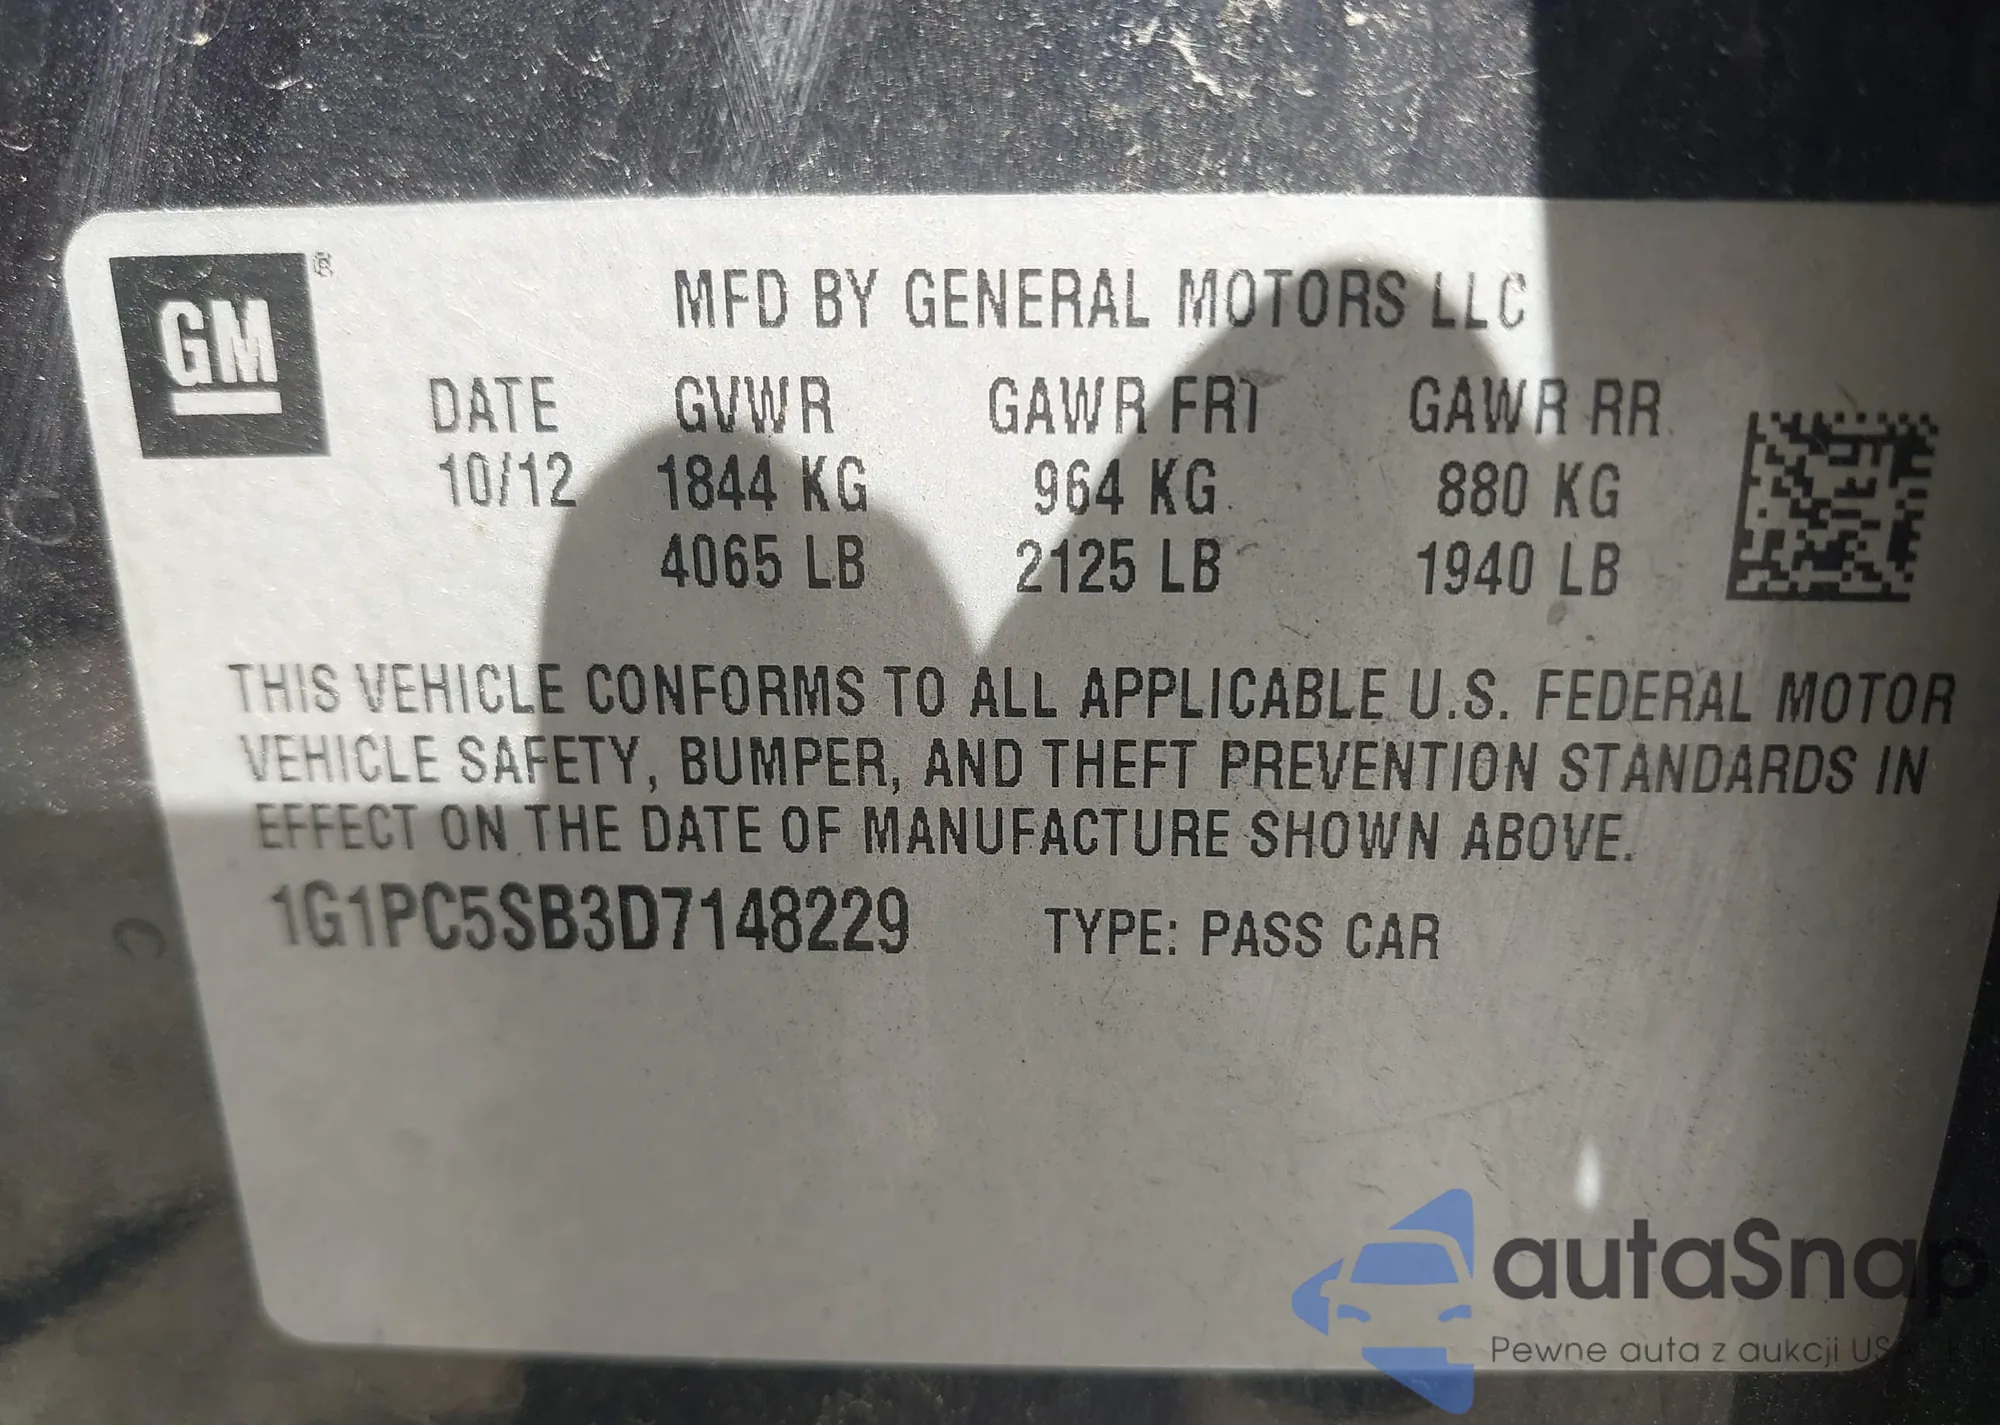 GM ®
MFD BY GENERAL MOTORS LLC
DATE GVWR GAWR FRT GAWR RR
10/12 1844 KG 964 KG 880 KG
4065 LB 2125 LB 1940 LB
THIS VEHICLE CONFORMS TO ALL APPLICABLE U.S. FEDERAL MOTOR
VEHICLE SAFETY, BUMPER, AND THEFT PREVENTION STANDARDS IN
EFFECT ON THE DATE OF MANUFACTURE SHOWN ABOVE.
1G1PC5SB3D7148229 TYPE: PASS CAR
autaSnap
Pewne auta z aukcji